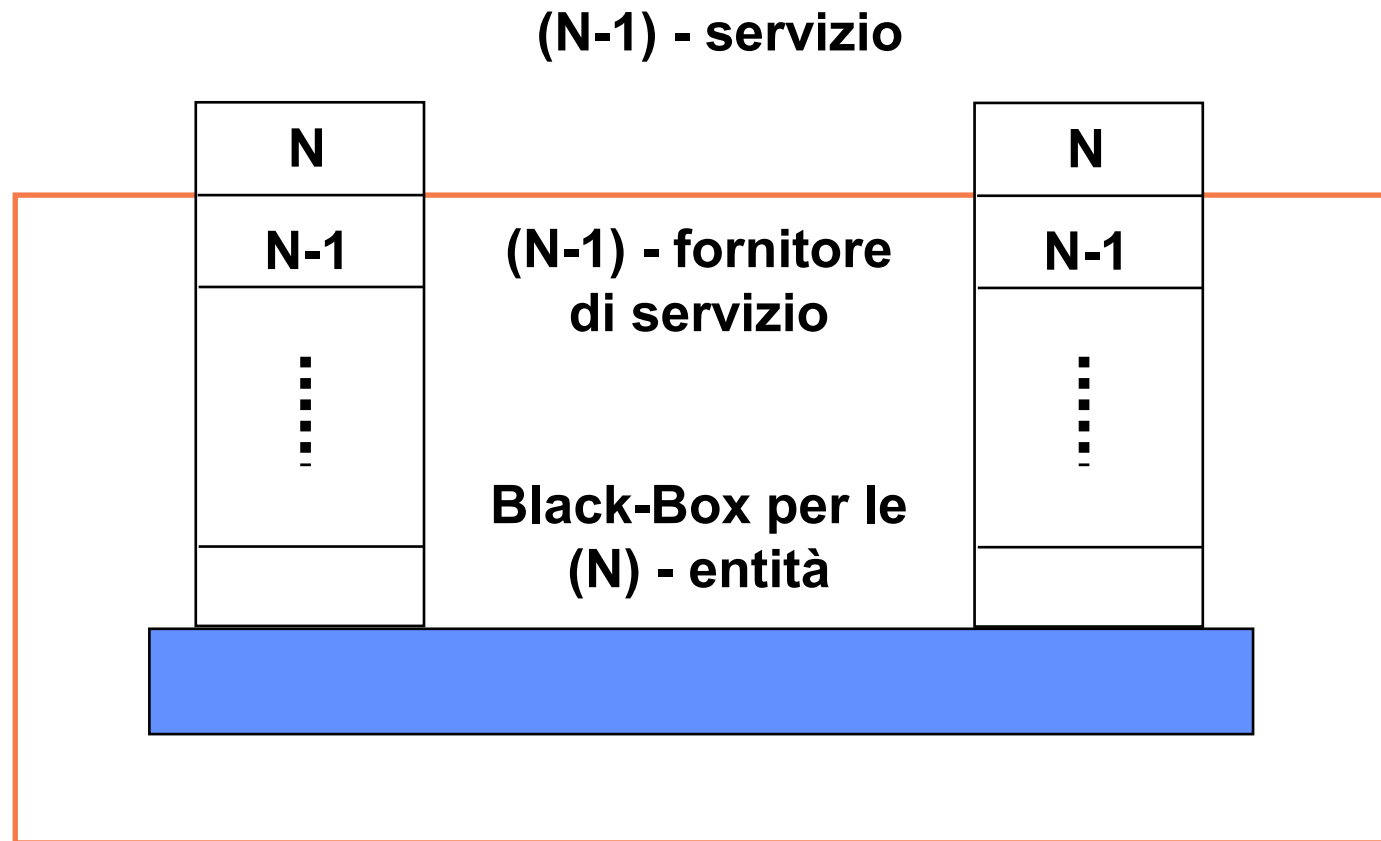 (N-1) - servizio
N
N
N-1
(N-1) - fornitore
di servizio
N-1
Black-Box per le
(N) - entità